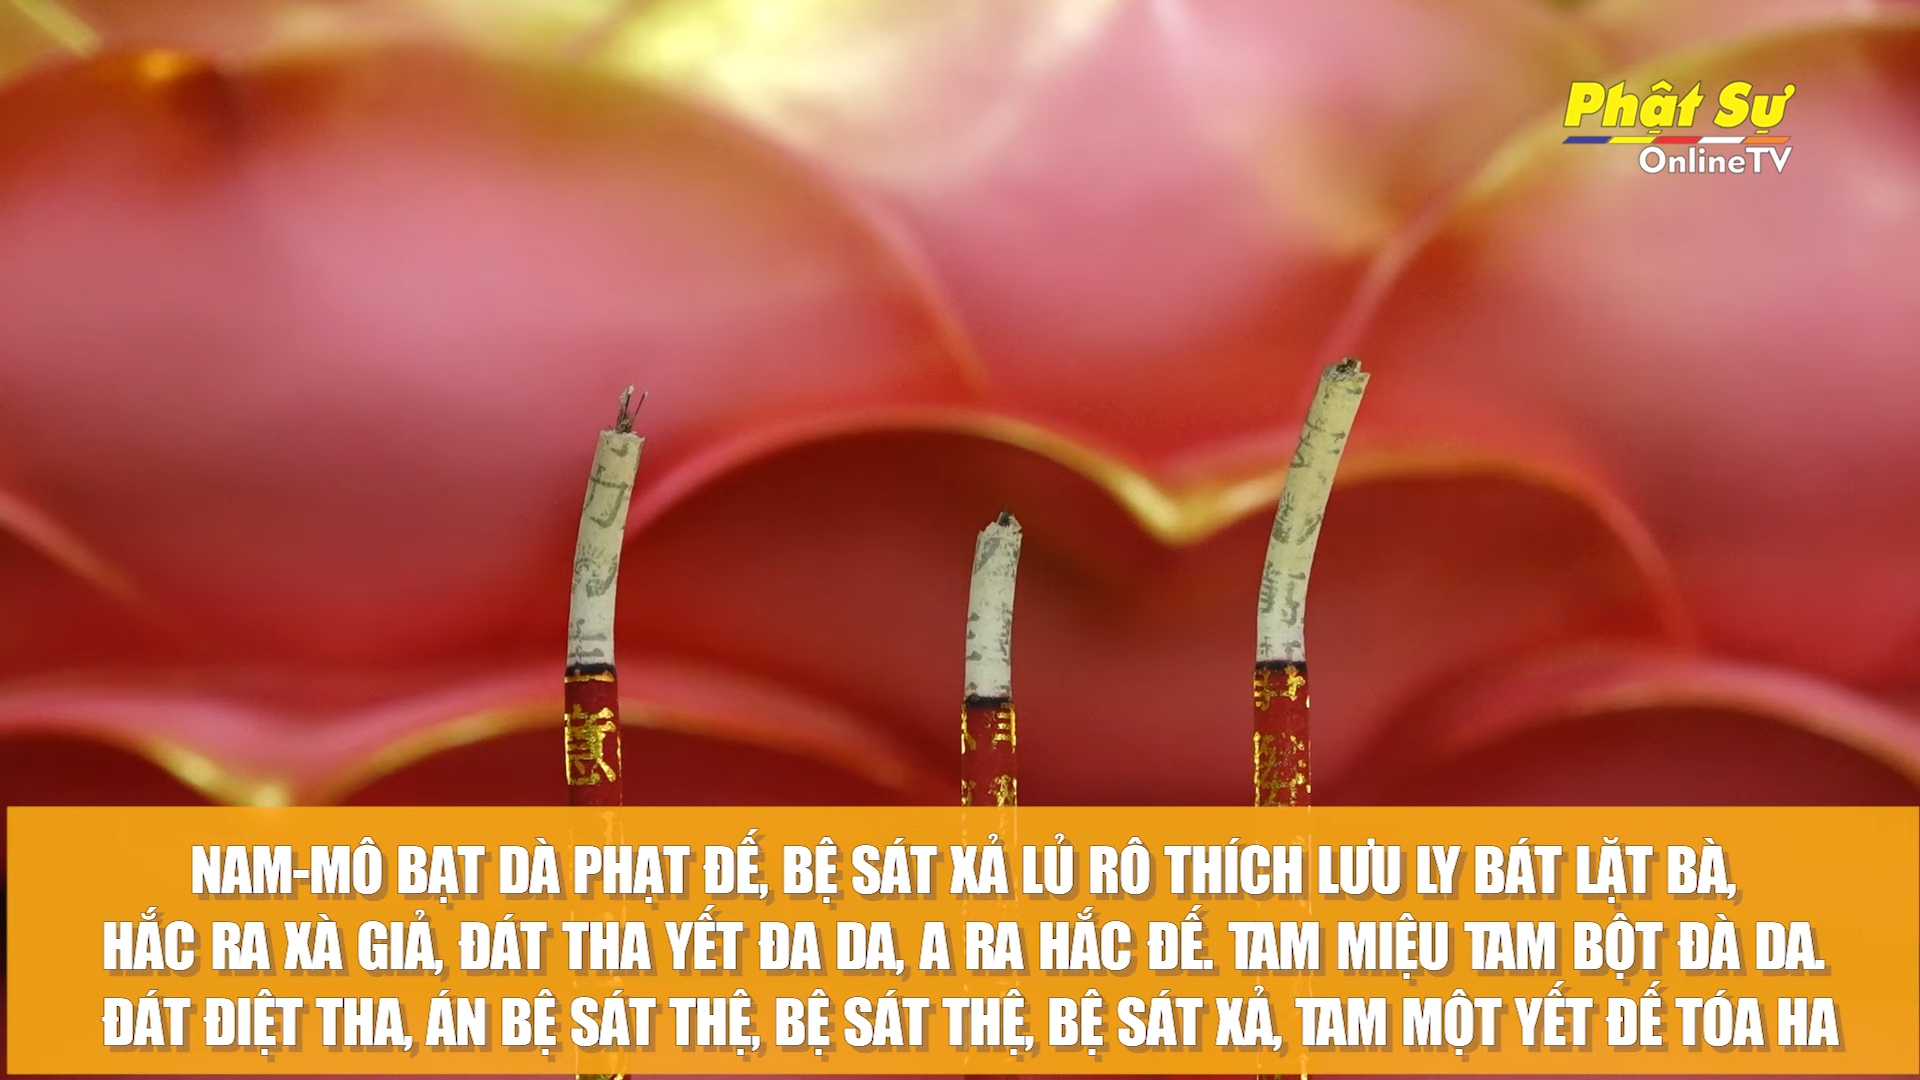 Phật Sự
OnlineTV
NAM-MÔ BẠT DÀ PHẠT ĐẾ, BỆ SÁT XẢ LỦ RÔ THÍCH LƯU LY BÁT LẶT BÀ,
HẮC RA XÀ GIẢ, ĐÁT THA YẾT ĐA DA, A RA HẮC ĐẾ. TAM MIỆU TAM BỘT ĐÀ DA.
ĐÁT ĐIỆT THA, ÁN BỆ SÁT THỆ, BỆ SÁT THỆ, BỆ SÁT XẢ, TAM MỘT YẾT ĐẾ TÓA HA